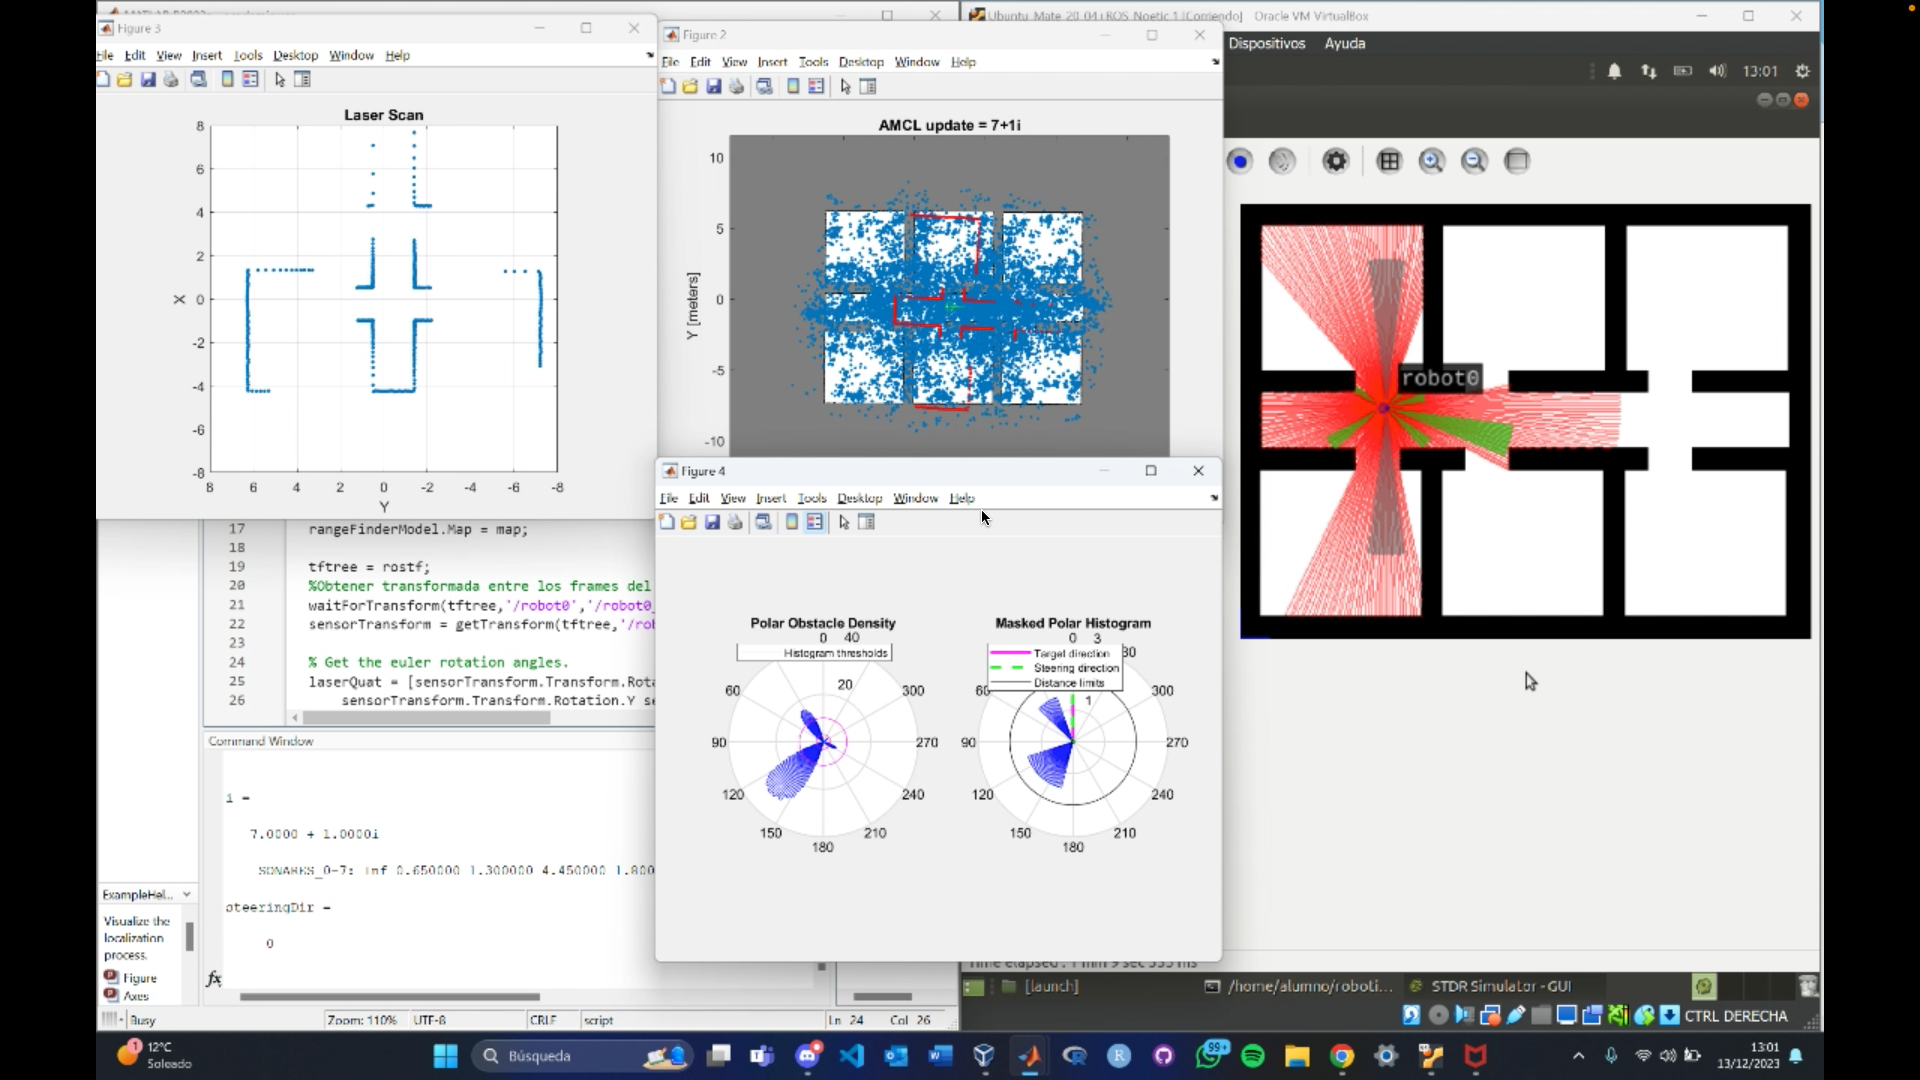 Figure 3
File Edit View Insert Tools Desktop Window Help
Laser Scan
8
6
4
2
0
-2
-4
-6
-8
X
8 6 4 2 0 -2 -4 -6 -8
Y
Figure 2
File Edit View Insert Tools Desktop Window Help
AMCL update = 7+1i
10
5
0
-5
-10
Y [meters]
Ubuntu Mate 20 04+ROS Noetic 1 [Corriendo] Oracle VM VirtualBox
Dispositivos Ayuda
13:01
robot0
Figure 4
File Edit View Insert Tools Desktop Window Help
Polar Obstacle Density
0 40
Histogram thresholds
20
60 300
90 270
120 240
150 210
180
Masked Polar Histogram
0 3
30
Target direction
Steering direction
Distance limits
1
60 300
90 270
120 240
150 210
180
17 rangeFinderModel.Map = map;
18
19 tftree = rostf;
20 %Obtener transformada entre los frames del
21 waitForTransform(tftree,'/robot0','/robot0_
22 sensorTransform = getTransform(tftree,'/rob
23
24 % Get the euler rotation angles.
25 laserQuat = [sensorTransform.Transform.Rota
26 sensorTransform.Transform.Rotation.Y se
Command Window
i =
7.0000 + 1.0000i
SONARES_0-7: Inf 0.650000 1.300000 4.450000 1.800
steeringDir =
0
fx
ExampleHel...
Visualize the
localization
process.
Figure
Axes
Busy
Zoom: 110% UTF-8 CRLF script Ln 24 Col 26
[launch] /home/alumno/roboti... STDR Simulator - GUI
CTRL DERECHA
1
12°C
Soleado
Búsqueda
99+
13:01
13/12/2023